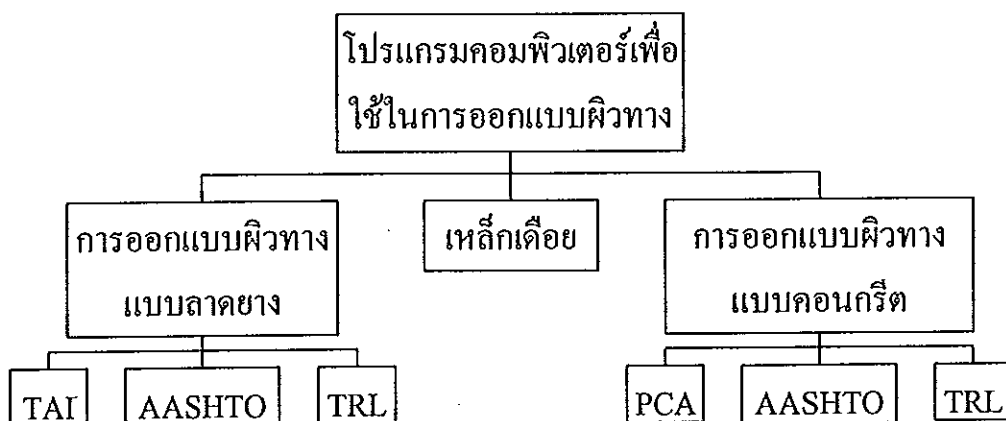 โปรแกรมคอมพิวเตอร์เพื่อ
ใช้ในการออกแบบผิวทาง
การออกแบบผิวทาง
แบบลาดยาง
เหล็กเดือย
การออกแบบผิวทาง
แบบคอนกรีต
TAI AASHTO TRL PCA AASHTO TRL